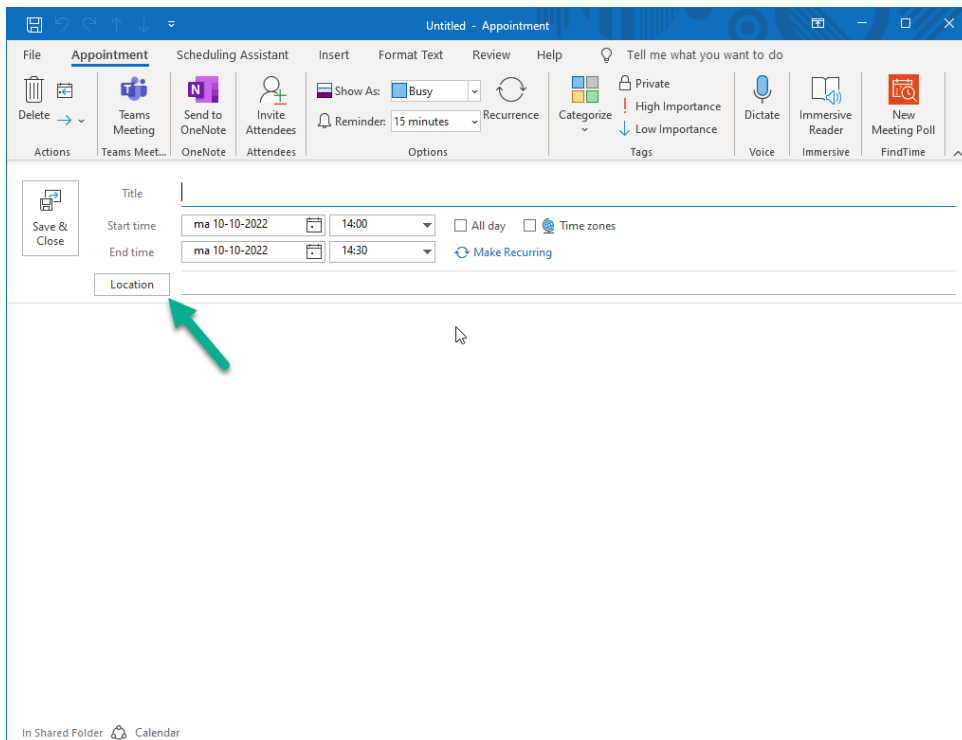 Untitled - Appointment
File Appointment Scheduling Assistant Insert Format Text Review Help Tell me what you want to do
Delete
Teams Meeting
Send to OneNote
Invite Attendees
Show As: Busy
Reminder: 15 minutes
Recurrence
Categorize
Private
High Importance
Low Importance
Dictate
Immersive Reader
New Meeting Poll
Actions Teams Meet... OneNote Attendees Options Tags Voice Immersive FindTime
Save & Close
Title
Start time ma 10-10-2022 14:00 All day Time zones
End time ma 10-10-2022 14:30 Make Recurring
Location
In Shared Folder Calendar